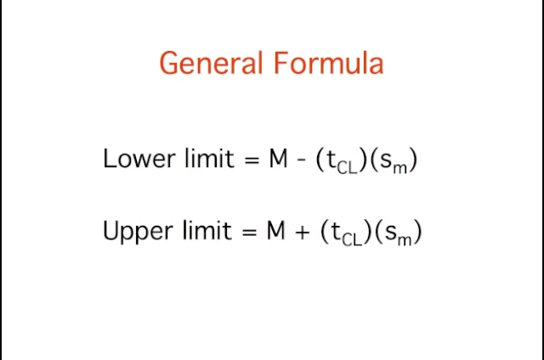 General Formula
Lower limit = M - (tCL)(sm)
Upper limit = M + (tCL)(sm)